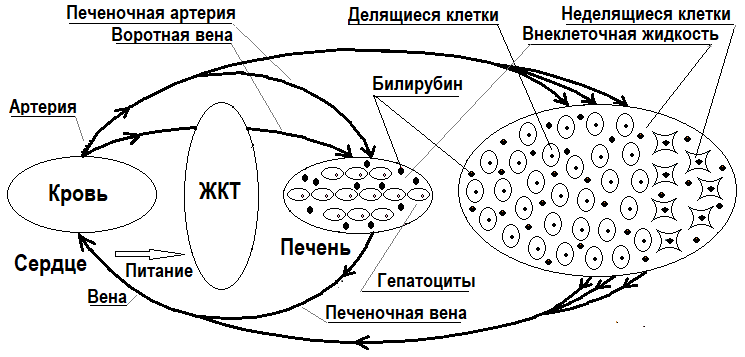 Печеночная артерия
Воротная вена
Делящиеся клетки
Неделящиеся клетки
Внеклеточная жидкость
Билирубин
Артерия
Кровь
ЖКТ
Печень
Сердце
Питание
Гепатоциты
Вена
Печеночная вена